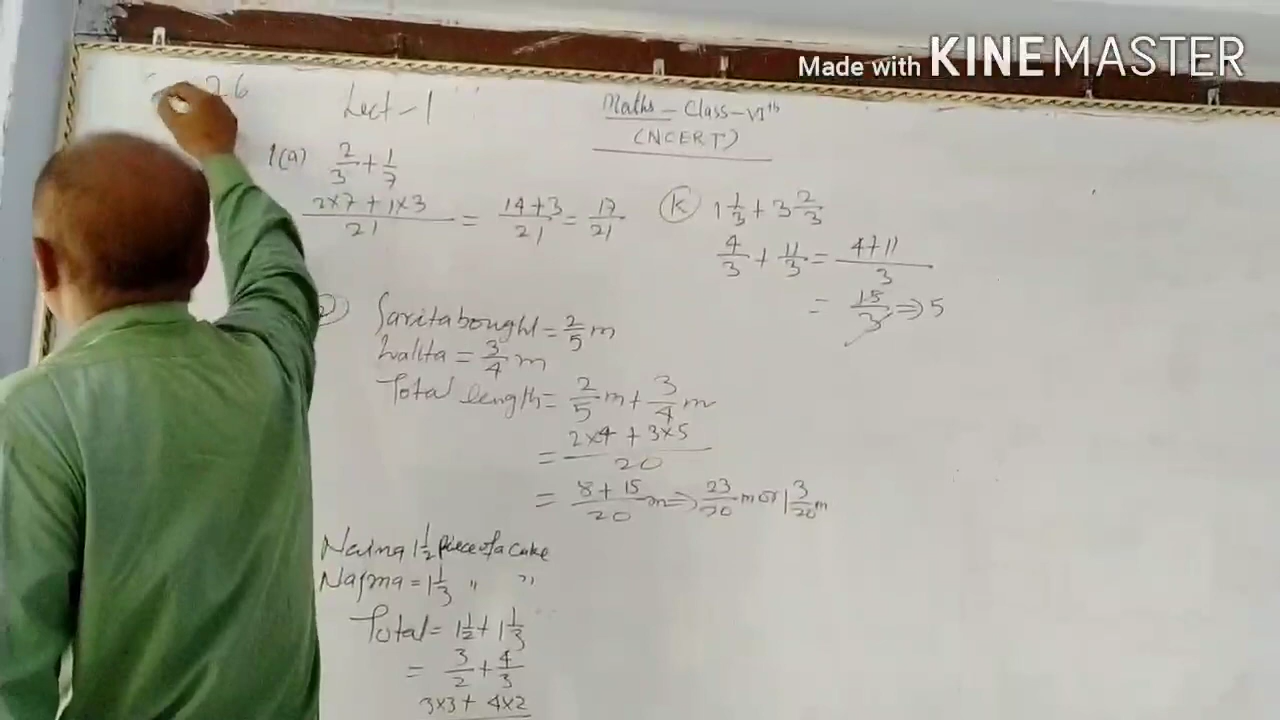 Made with KINEMASTER
26
Lect - 1
Maths - Class - VIth
(NCERT)
1(a) 2/3 + 1/7
2×7 + 1×3 / 21 = 14+3 / 21 = 17/21
(K) 1 1/3 + 3 2/3
4/3 + 11/3 = 4+11 / 3
= 15/3 ⇒ 5
Sarita bought = 2/5 m
Lalita = 3/4 m
Total length = 2/5 m + 3/4 m
= 2×4 + 3×5 / 20
= 8 + 15 / 20 m ⇒ 23/20 m or 1 3/20 m
Naina 1 1/2 piece of a cake
Najma = 1 1/3 " "
Total = 1 1/2 + 1 1/3
= 3/2 + 4/3
3×3 + 4×2